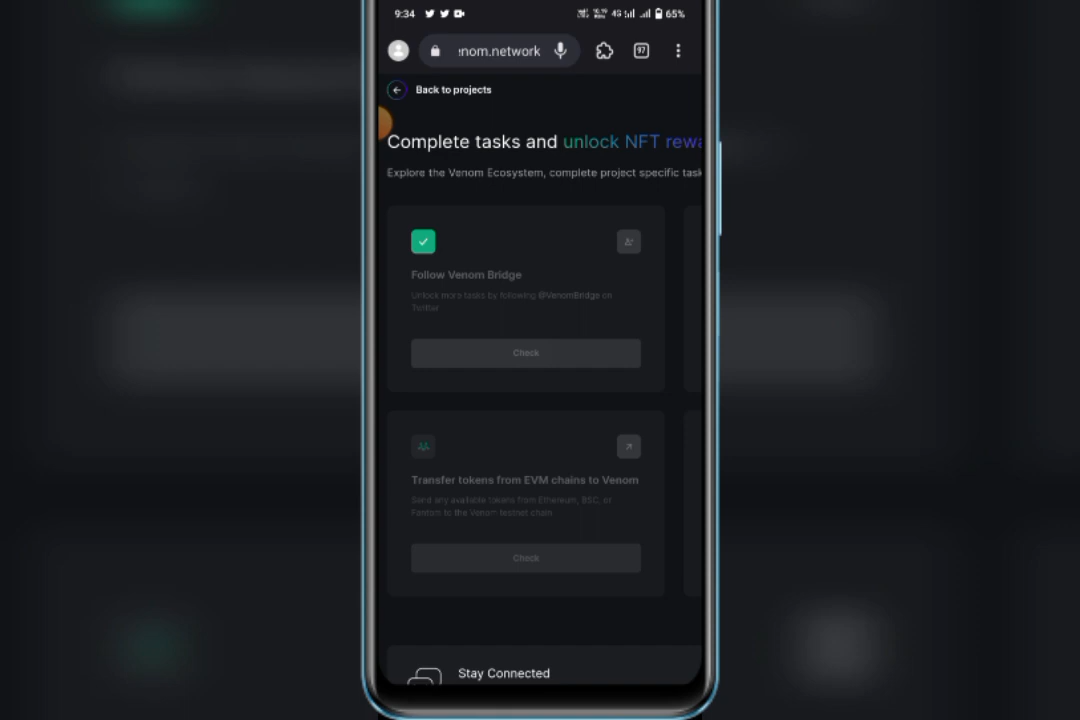 9:34
4G
65%
nom.network
97
Back to projects
Complete tasks and unlock NFT rewa
Explore the Venom Ecosystem, complete project specific task
Follow Venom Bridge
Unlock more tasks by following @VenomBridge on
Twitter
Check
Transfer tokens from EVM chains to Venom
Send any available tokens from Ethereum, BSC, or
Fantom to the Venom testnet chain
Check
Stay Connected